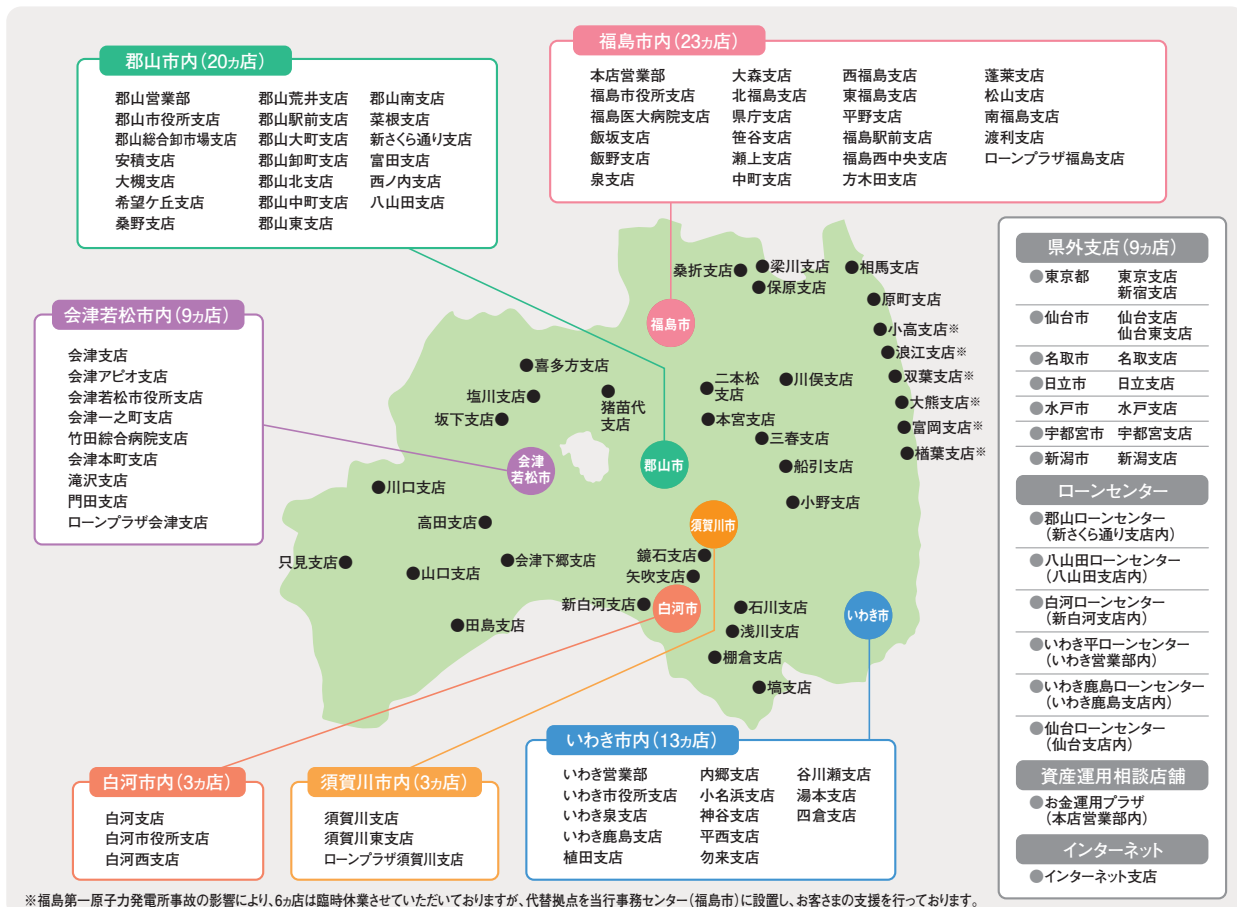 郡山市内（20ヵ店）
郡山営業部
郡山市役所支店
郡山総合卸市場支店
安積支店
大槻支店
希望ケ丘支店
桑野支店
郡山荒井支店
郡山駅前支店
郡山大町支店
郡山卸町支店
郡山北支店
郡山中町支店
郡山東支店
郡山南支店
菜根支店
新さくら通り支店
富田支店
西ノ内支店
八山田支店
福島市内（23ヵ店）
本店営業部
福島市役所支店
福島医大病院支店
飯坂支店
飯野支店
泉支店
大森支店
北福島支店
県庁支店
笹谷支店
瀬上支店
中町支店
西福島支店
東福島支店
平野支店
福島駅前支店
福島西中央支店
方木田支店
蓬莱支店
松山支店
南福島支店
渡利支店
ローンプラザ福島支店
会津若松市内（9ヵ店）
会津支店
会津アピオ支店
会津若松市役所支店
会津一之町支店
竹田綜合病院支店
会津本町支店
滝沢支店
門田支店
ローンプラザ会津支店
桑折支店
梁川支店
保原支店
相馬支店
原町支店
小高支店※
浪江支店※
双葉支店※
大熊支店※
富岡支店※
楢葉支店※
福島市
喜多方支店
塩川支店
坂下支店
猪苗代
支店
二本松
支店
川俣支店
本宮支店
三春支店
船引支店
小野支店
会津
若松市
郡山市
須賀川市
川口支店
高田支店
只見支店
山口支店
会津下郷支店
田島支店
鏡石支店
矢吹支店
新白河支店
白河市
石川支店
浅川支店
棚倉支店
塙支店
いわき市
白河市内（3ヵ店）
白河支店
白河市役所支店
白河西支店
須賀川市内（3ヵ店）
須賀川支店
須賀川東支店
ローンプラザ須賀川支店
いわき市内（13ヵ店）
いわき営業部
いわき市役所支店
いわき泉支店
いわき鹿島支店
植田支店
内郷支店
小名浜支店
神谷支店
平西支店
勿来支店
谷川瀬支店
湯本支店
四倉支店
県外支店（9ヵ店）
●東京都 東京支店
新宿支店
●仙台市 仙台支店
仙台東支店
●名取市 名取支店
●日立市 日立支店
●水戸市 水戸支店
●宇都宮市 宇都宮支店
●新潟市 新潟支店
ローンセンター
●郡山ローンセンター
（新さくら通り支店内）
●八山田ローンセンター
（八山田支店内）
●白河ローンセンター
（新白河支店内）
●いわき平ローンセンター
（いわき営業部内）
●いわき鹿島ローンセンター
（いわき鹿島支店内）
●仙台ローンセンター
（仙台支店内）
資産運用相談店舗
●お金運用プラザ
（本店営業部内）
インターネット
●インターネット支店
※福島第一原子力発電所事故の影響により、6ヵ店は臨時休業させていただいておりますが、代替拠点を当行事務センター（福島市）に設置し、お客さまの支援を行っております。